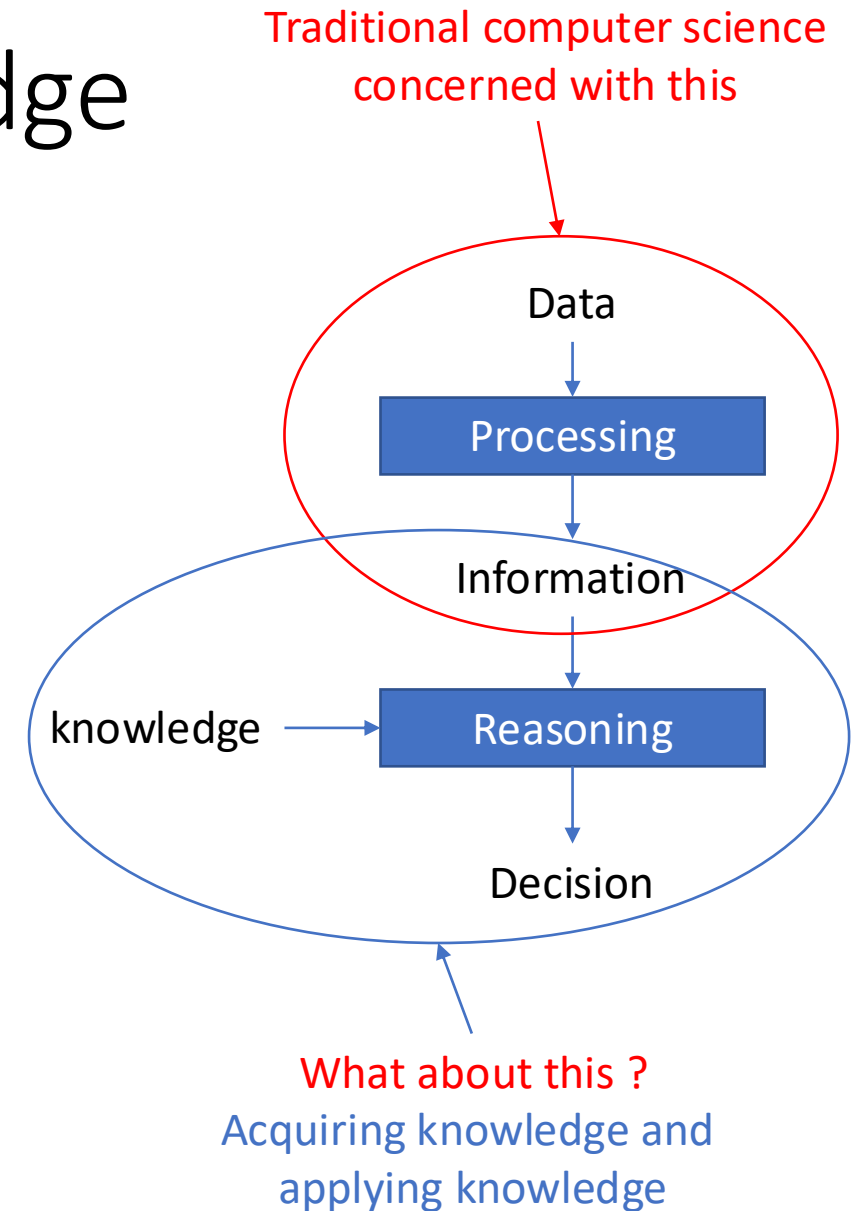 dge
Traditional computer science
concerned with this
Data
Processing
Information
knowledge
Reasoning
Decision
What about this ?
Acquiring knowledge and
applying knowledge